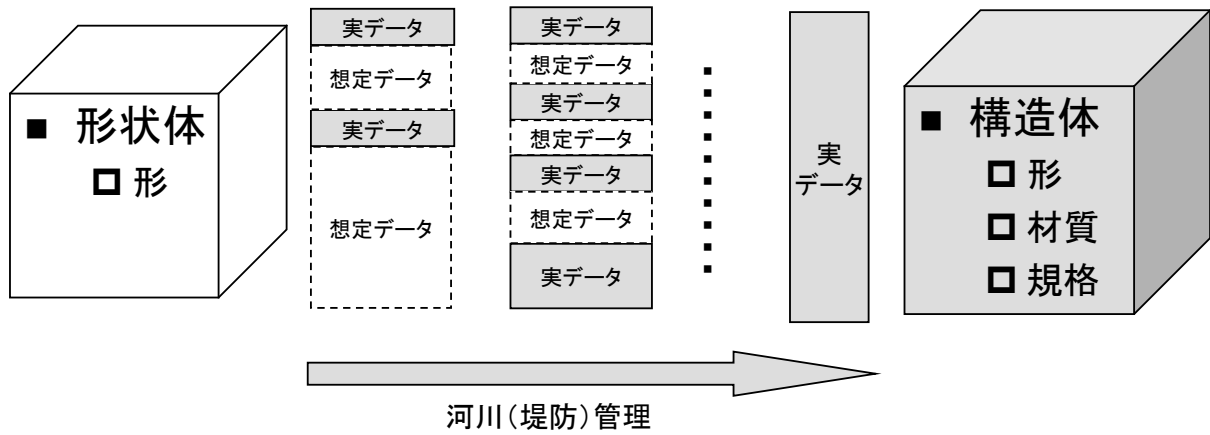 ■ 形状体
□ 形
実データ
想定データ
実データ
想定データ
実データ
想定データ
実データ
想定データ
実データ
想定データ
実データ
実
データ
■ 構造体
□ 形
□ 材質
□ 規格
河川(堤防)管理